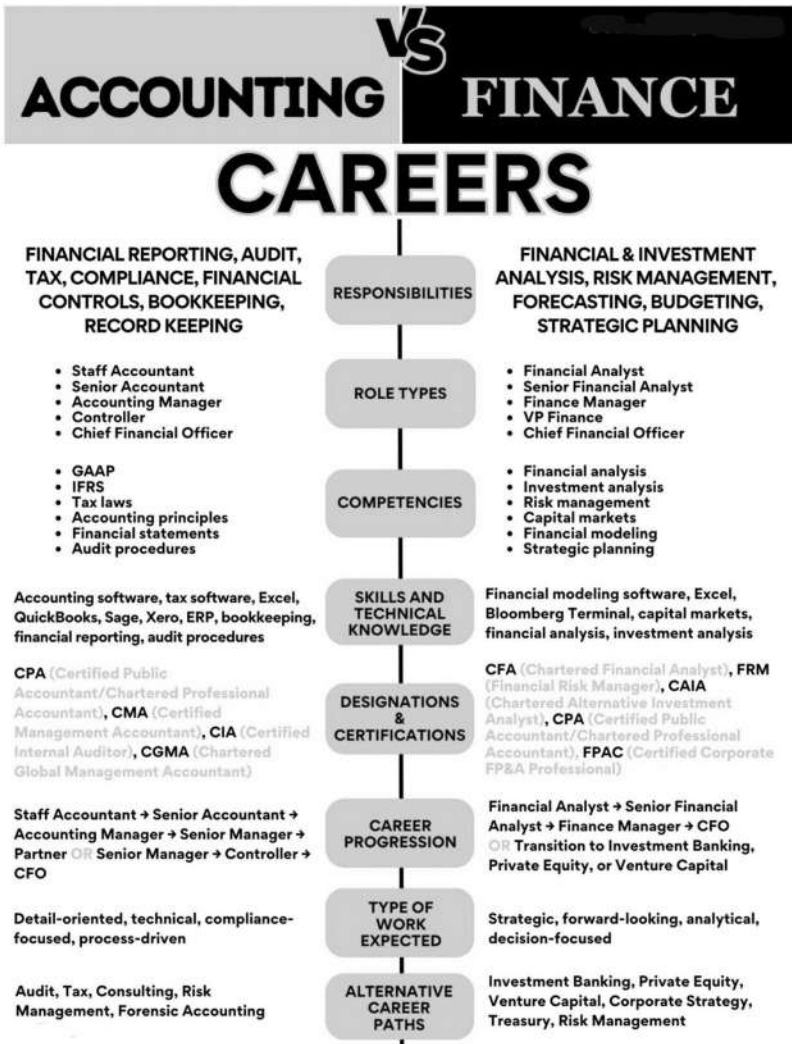 VS
ACCOUNTING
FINANCE
CAREERS
FINANCIAL REPORTING, AUDIT,
TAX, COMPLIANCE, FINANCIAL
CONTROLS, BOOKKEEPING,
RECORD KEEPING
RESPONSIBILITIES
FINANCIAL & INVESTMENT
ANALYSIS, RISK MANAGEMENT,
FORECASTING, BUDGETING,
STRATEGIC PLANNING
• Staff Accountant
• Senior Accountant
• Accounting Manager
• Controller
• Chief Financial Officer
ROLE TYPES
• Financial Analyst
• Senior Financial Analyst
• Finance Manager
• VP Finance
• Chief Financial Officer
• GAAP
• IFRS
• Tax laws
• Accounting principles
• Financial statements
• Audit procedures
COMPETENCIES
• Financial analysis
• Investment analysis
• Risk management
• Capital markets
• Financial modeling
• Strategic planning
Accounting software, tax software, Excel,
QuickBooks, Sage, Xero, ERP, bookkeeping,
financial reporting, audit procedures
SKILLS AND
TECHNICAL
KNOWLEDGE
Financial modeling software, Excel,
Bloomberg Terminal, capital markets,
financial analysis, investment analysis
CPA (Certified Public
Accountant/Chartered Professional
Accountant), CMA (Certified
Management Accountant), CIA (Certified
Internal Auditor), CGMA (Chartered
Global Management Accountant)
DESIGNATIONS
&
CERTIFICATIONS
CFA (Chartered Financial Analyst), FRM
(Financial Risk Manager), CAIA
(Chartered Alternative Investment
Analyst), CPA (Certified Public
Accountant/Chartered Professional
Accountant), FPAC (Certified Corporate
FP&A Professional)
Staff Accountant → Senior Accountant →
Accounting Manager → Senior Manager →
Partner OR Senior Manager → Controller →
CFO
CAREER
PROGRESSION
Financial Analyst → Senior Financial
Analyst → Finance Manager → CFO
OR Transition to Investment Banking,
Private Equity, or Venture Capital
Detail-oriented, technical, compliance-
focused, process-driven
TYPE OF
WORK
EXPECTED
Strategic, forward-looking, analytical,
decision-focused
Audit, Tax, Consulting, Risk
Management, Forensic Accounting
ALTERNATIVE
CAREER
PATHS
Investment Banking, Private Equity,
Venture Capital, Corporate Strategy,
Treasury, Risk Management